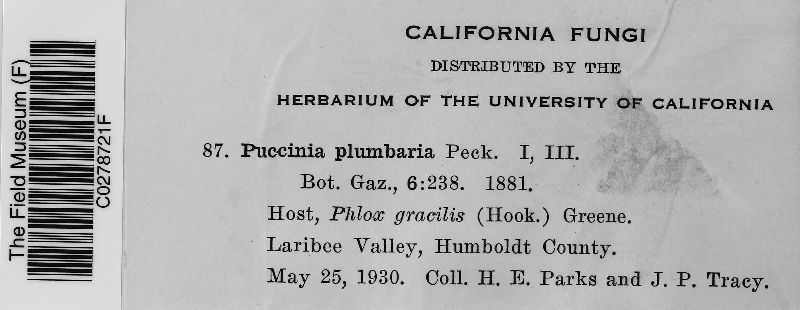 The Field Museum (F)
C0278721F
CALIFORNIA FUNGI
DISTRIBUTED BY THE
HERBARIUM OF THE UNIVERSITY OF CALIFORNIA
87. Puccinia plumbaria Peck. I, III.
Bot. Gaz., 6:238. 1881.
Host, Phlox gracilis (Hook.) Greene.
Laribee Valley, Humboldt County.
May 25, 1930. Coll. H. E. Parks and J. P. Tracy.